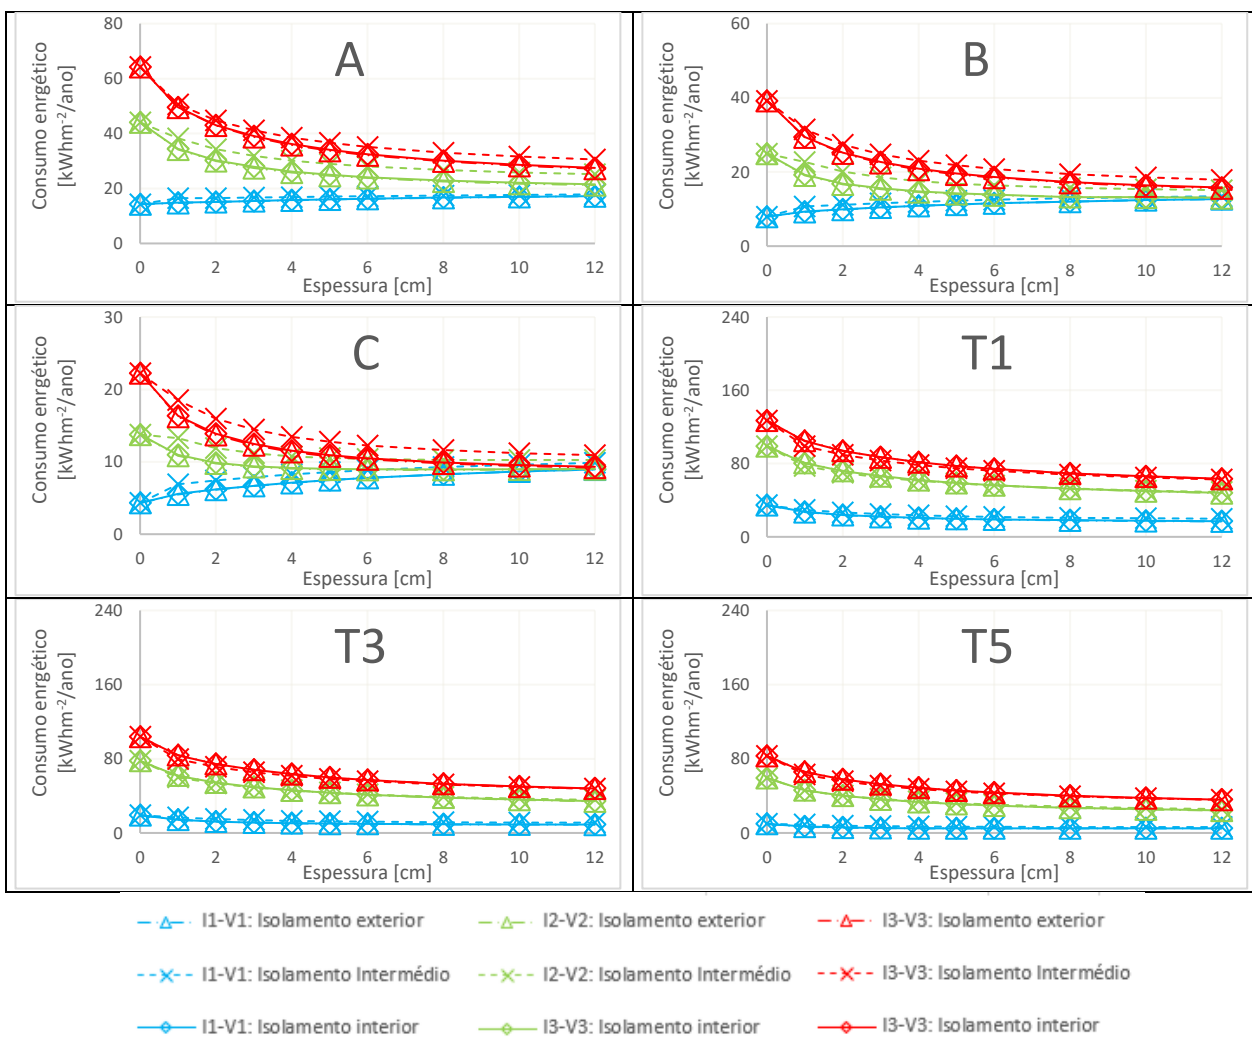 A
Consumo enrgético
[kWhm⁻²/ano]
80
60
40
20
0
0 2 4 6 8 10 12
Espessura [cm]
B
Consumo enrgético
[kWhm⁻²/ano]
60
40
20
0
0 2 4 6 8 10 12
Espessura [cm]
C
Consumo enrgético
[kWhm⁻²/ano]
30
20
10
0
0 2 4 6 8 10 12
Espessura [cm]
T1
Consumo enrgético
[kWhm⁻²/ano]
240
160
80
0
0 2 4 6 8 10 12
Espessura [cm]
T3
Consumo enrgético
[kWhm⁻²/ano]
240
160
80
0
0 2 4 6 8 10 12
Espessura [cm]
T5
Consumo enrgético
[kWhm⁻²/ano]
240
160
80
0
0 2 4 6 8 10 12
Espessura [cm]
I1-V1: Isolamento exterior I2-V2: Isolamento exterior I3-V3: Isolamento exterior
I1-V1: Isolamento Intermédio I2-V2: Isolamento Intermédio I3-V3: Isolamento Intermédio
I1-V1: Isolamento interior I3-V3: Isolamento interior I3-V3: Isolamento interior